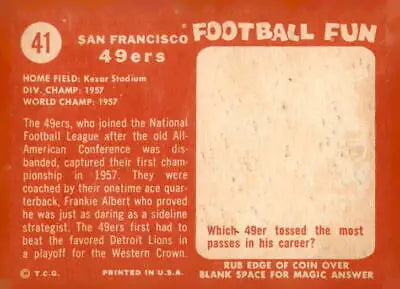 41
SAN FRANCISCO
49ers
FOOTBALL FUN
HOME FIELD: Kezar Stadium
DIV. CHAMP: 1957
WORLD CHAMP: 1957
The 49ers, who joined the National
Football League after the old All-
American Conference was dis-
banded, captured their first cham-
pionship in 1957. They were
coached by their onetime ace quar-
terback, Frankie Albert who proved
he was just as daring as a sideline
strategist. The 49ers first had to
beat the favored Detroit Lions in
a playoff for the Western Crown.
© T.C.G. PRINTED IN U.S.A.
Which 49er tossed the most
passes in his career?
RUB EDGE OF COIN OVER
BLANK SPACE FOR MAGIC ANSWER